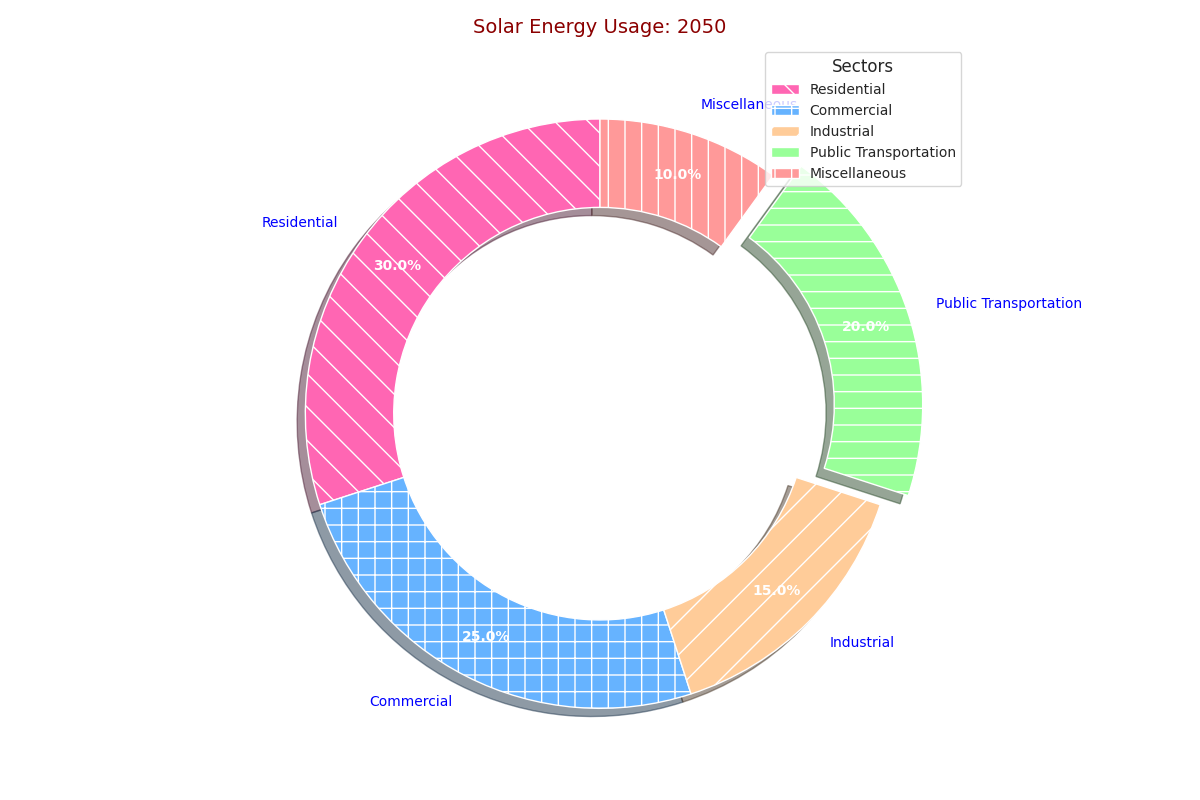 Solar Energy Usage: 2050
Sectors
Residential
Commercial
Industrial
Public Transportation
Miscellaneous
Miscellaneous
10.0%
Residential
30.0%
Public Transportation
20.0%
15.0%
Industrial
25.0%
Commercial